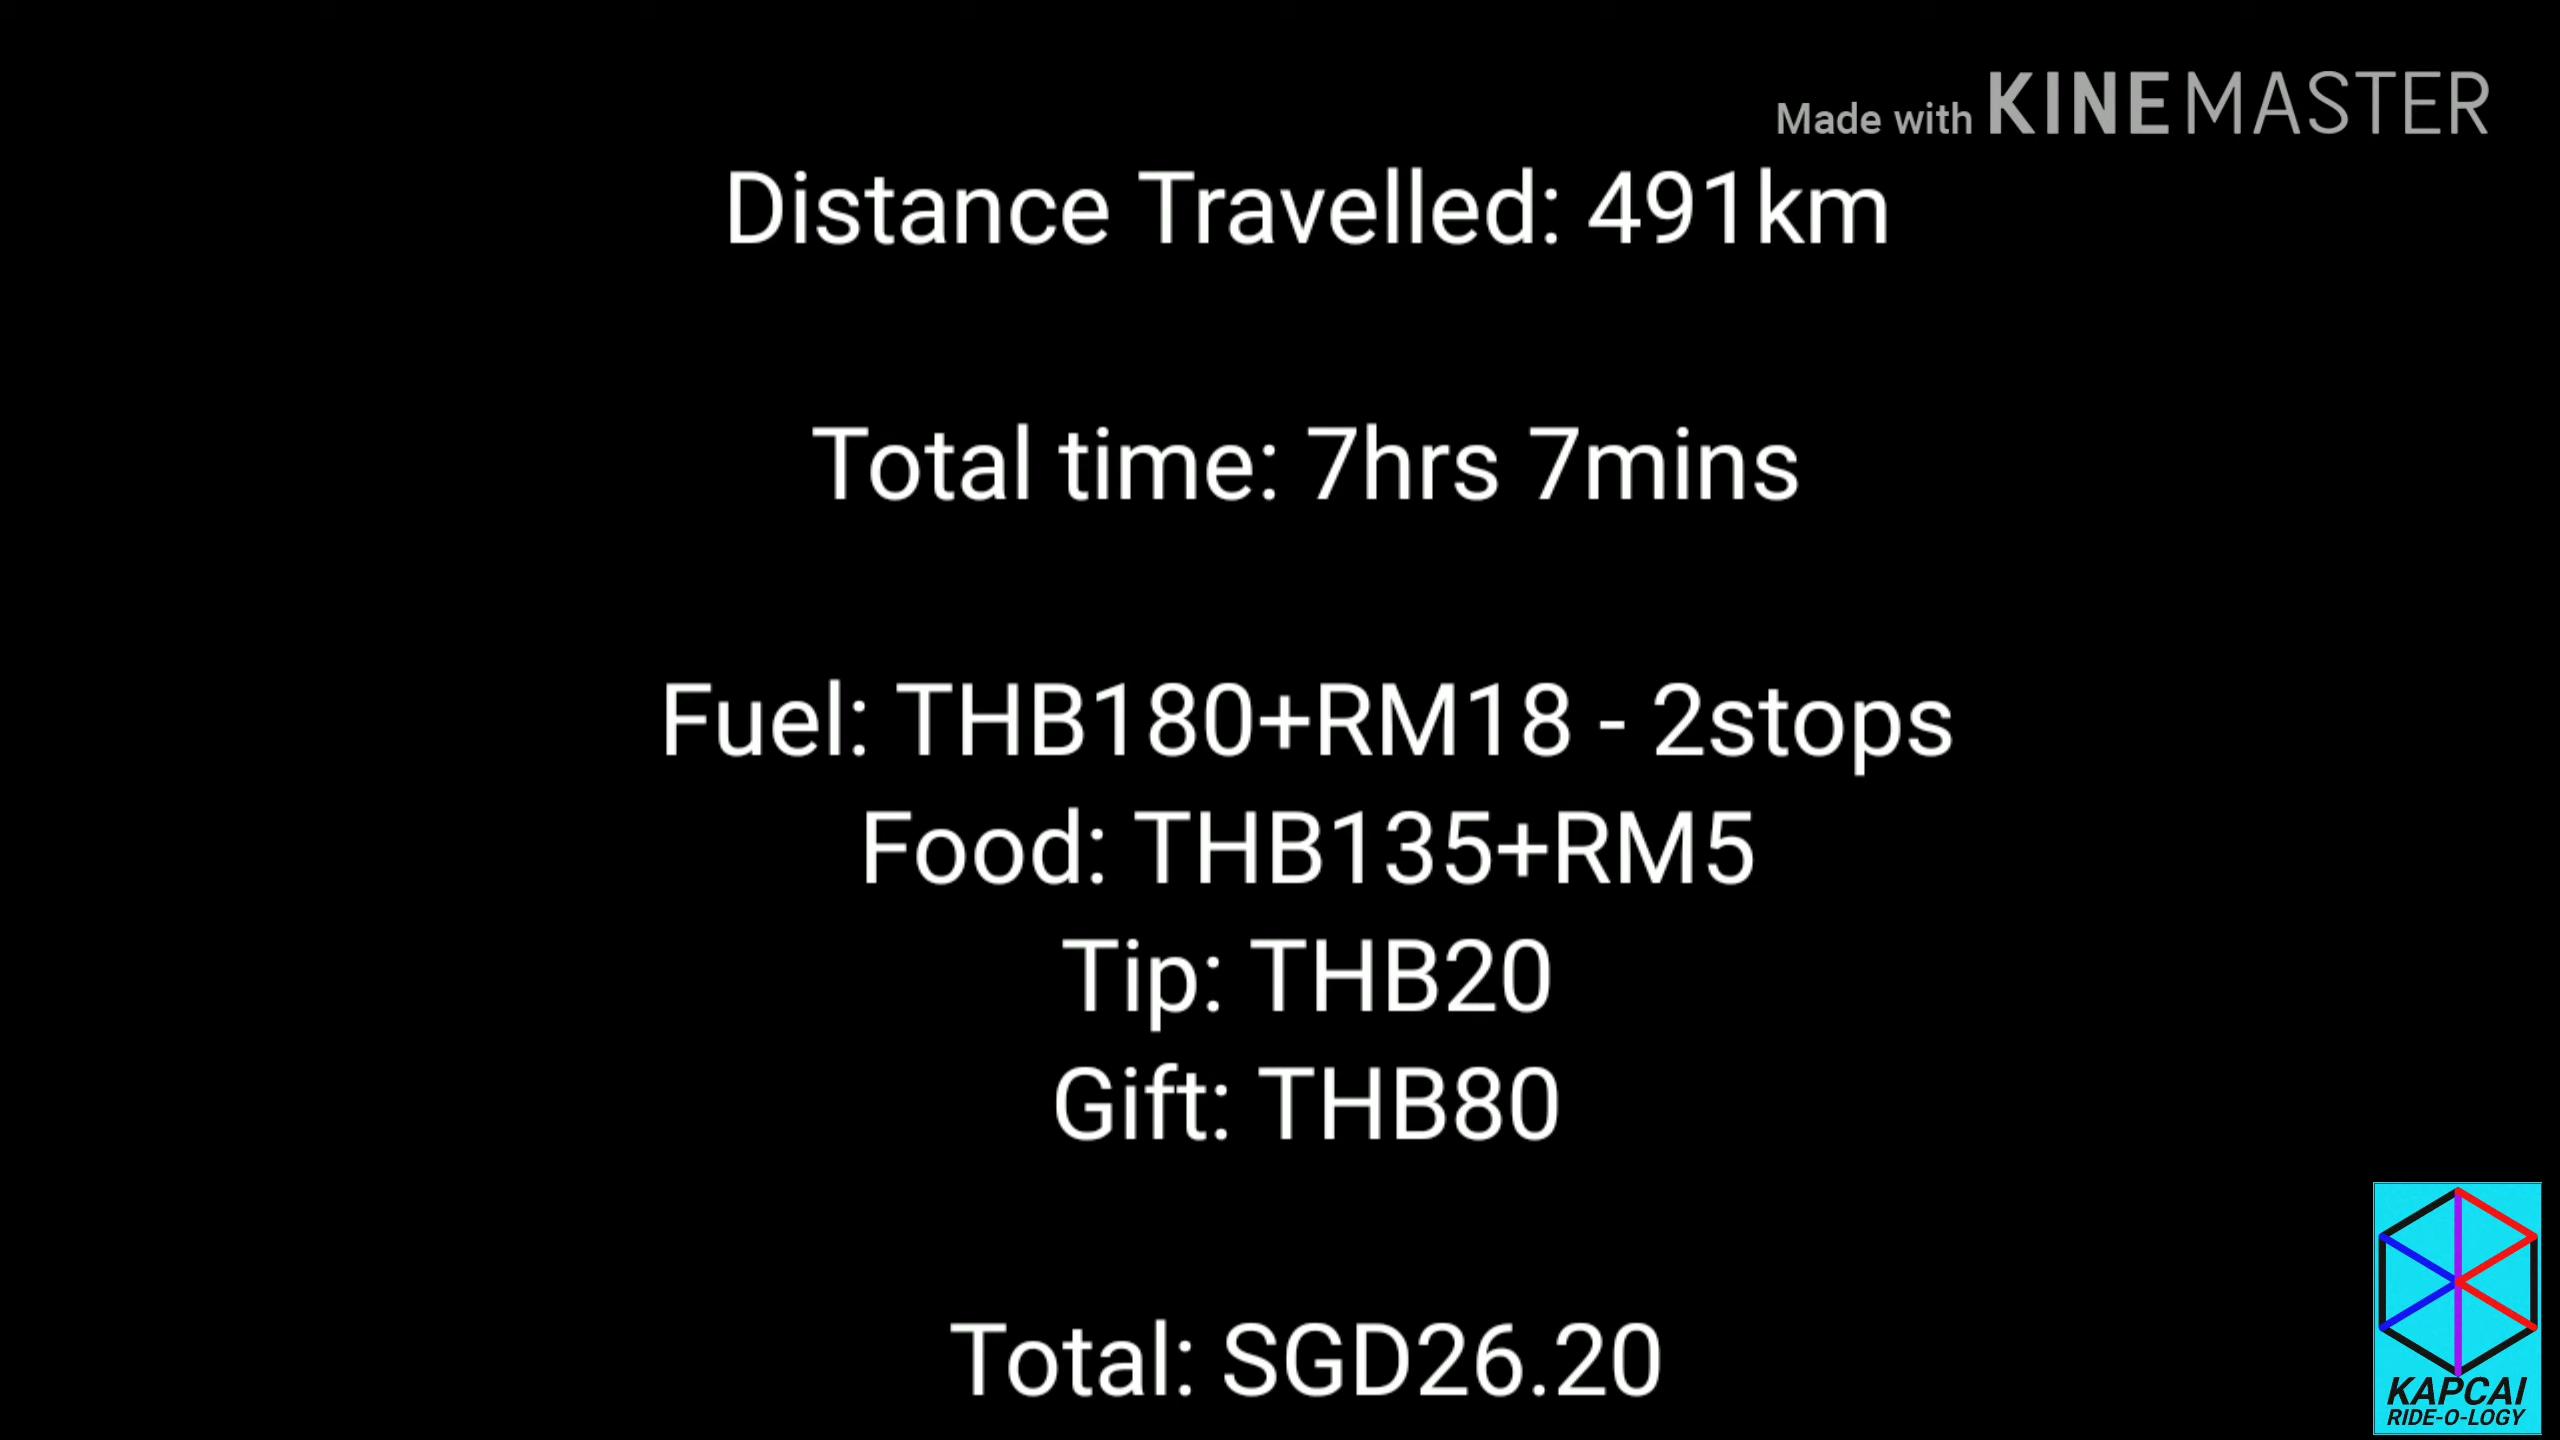 Made with KINEMASTER
Distance Travelled: 491km
Total time: 7hrs 7mins
Fuel: THB180+RM18 - 2stops
Food: THB135+RM5
Tip: THB20
Gift: THB80
Total: SGD26.20
KAPCAI
RIDE-O-LOGY